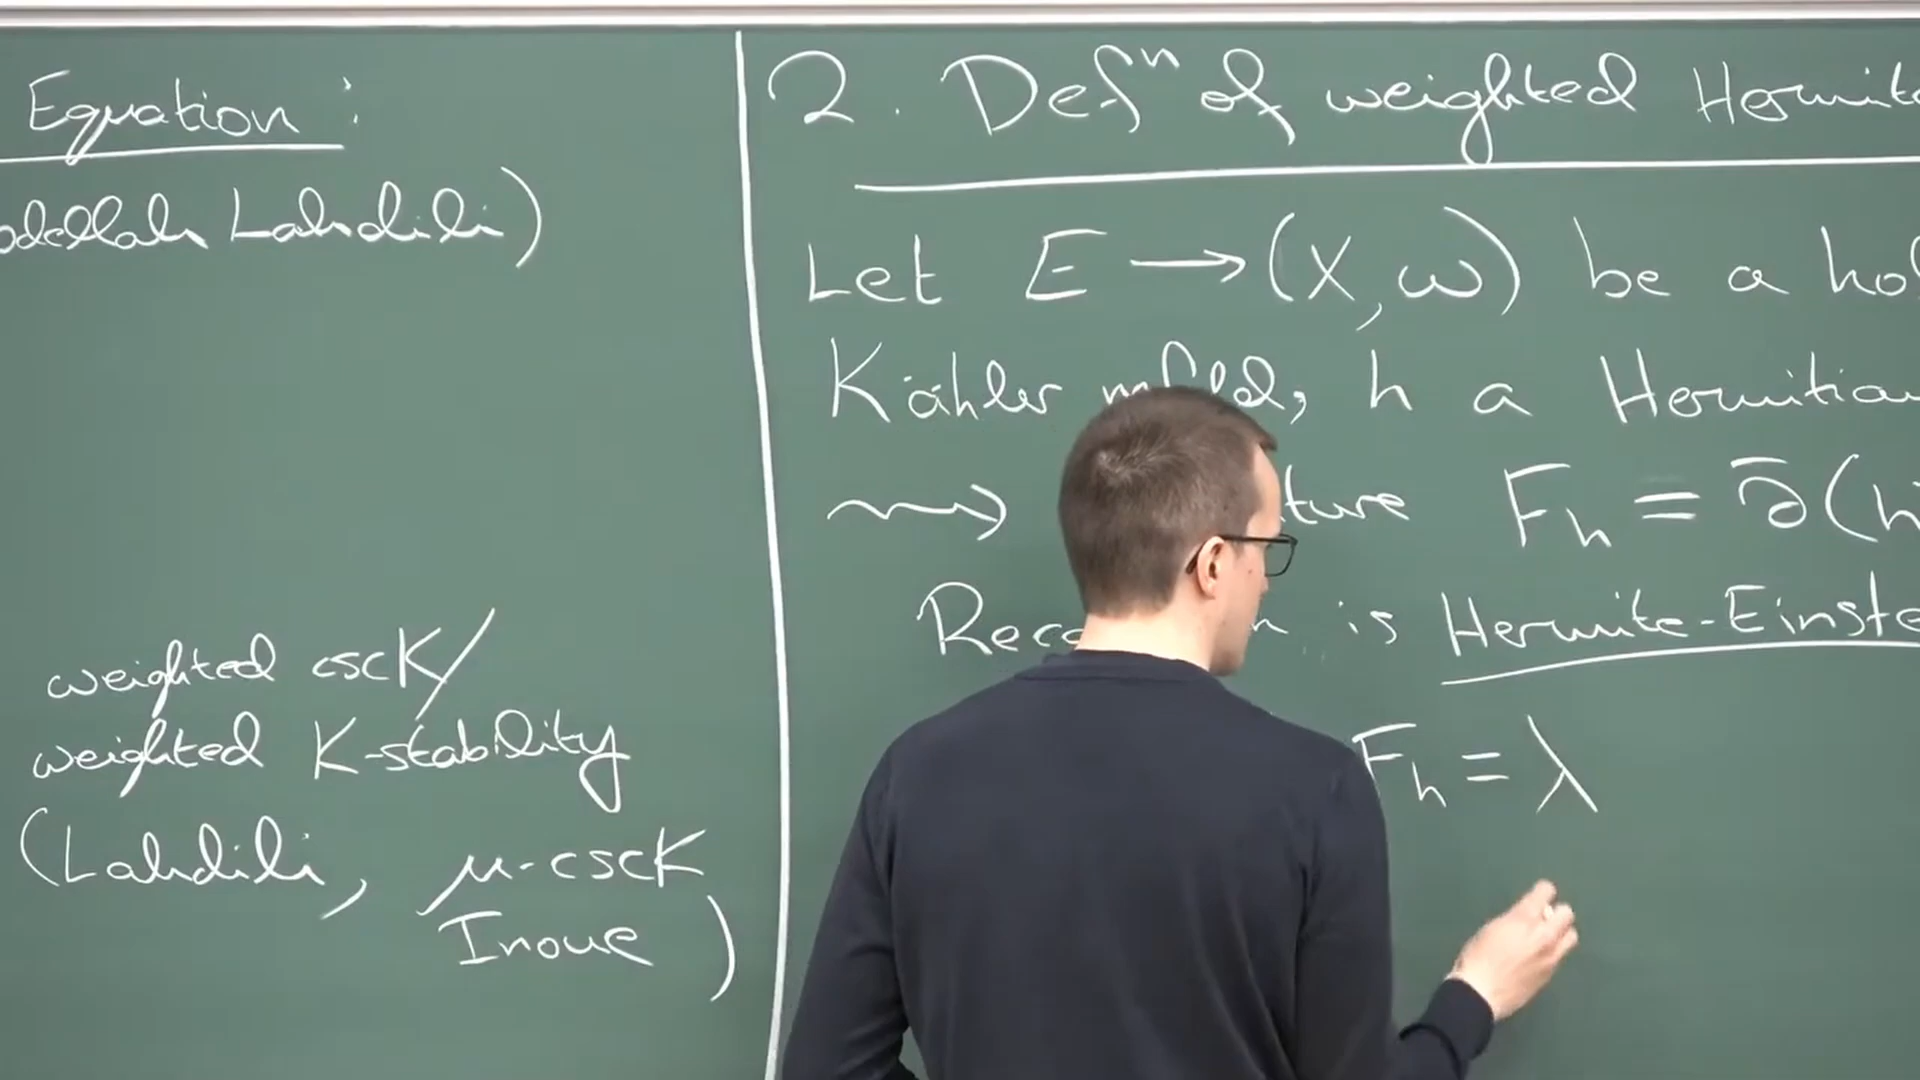 Equation :
Lahdili)
weighted cscK/
weighted K-stability
(Lahdili, μ-cscK
Inoue )
2. Defⁿ of weighted
Let E → (X, ω) be a
Kähler mfld, h a Hermitian
⇝ F_h = ∂̄(h
is Hermite-Einste
F_h = λ